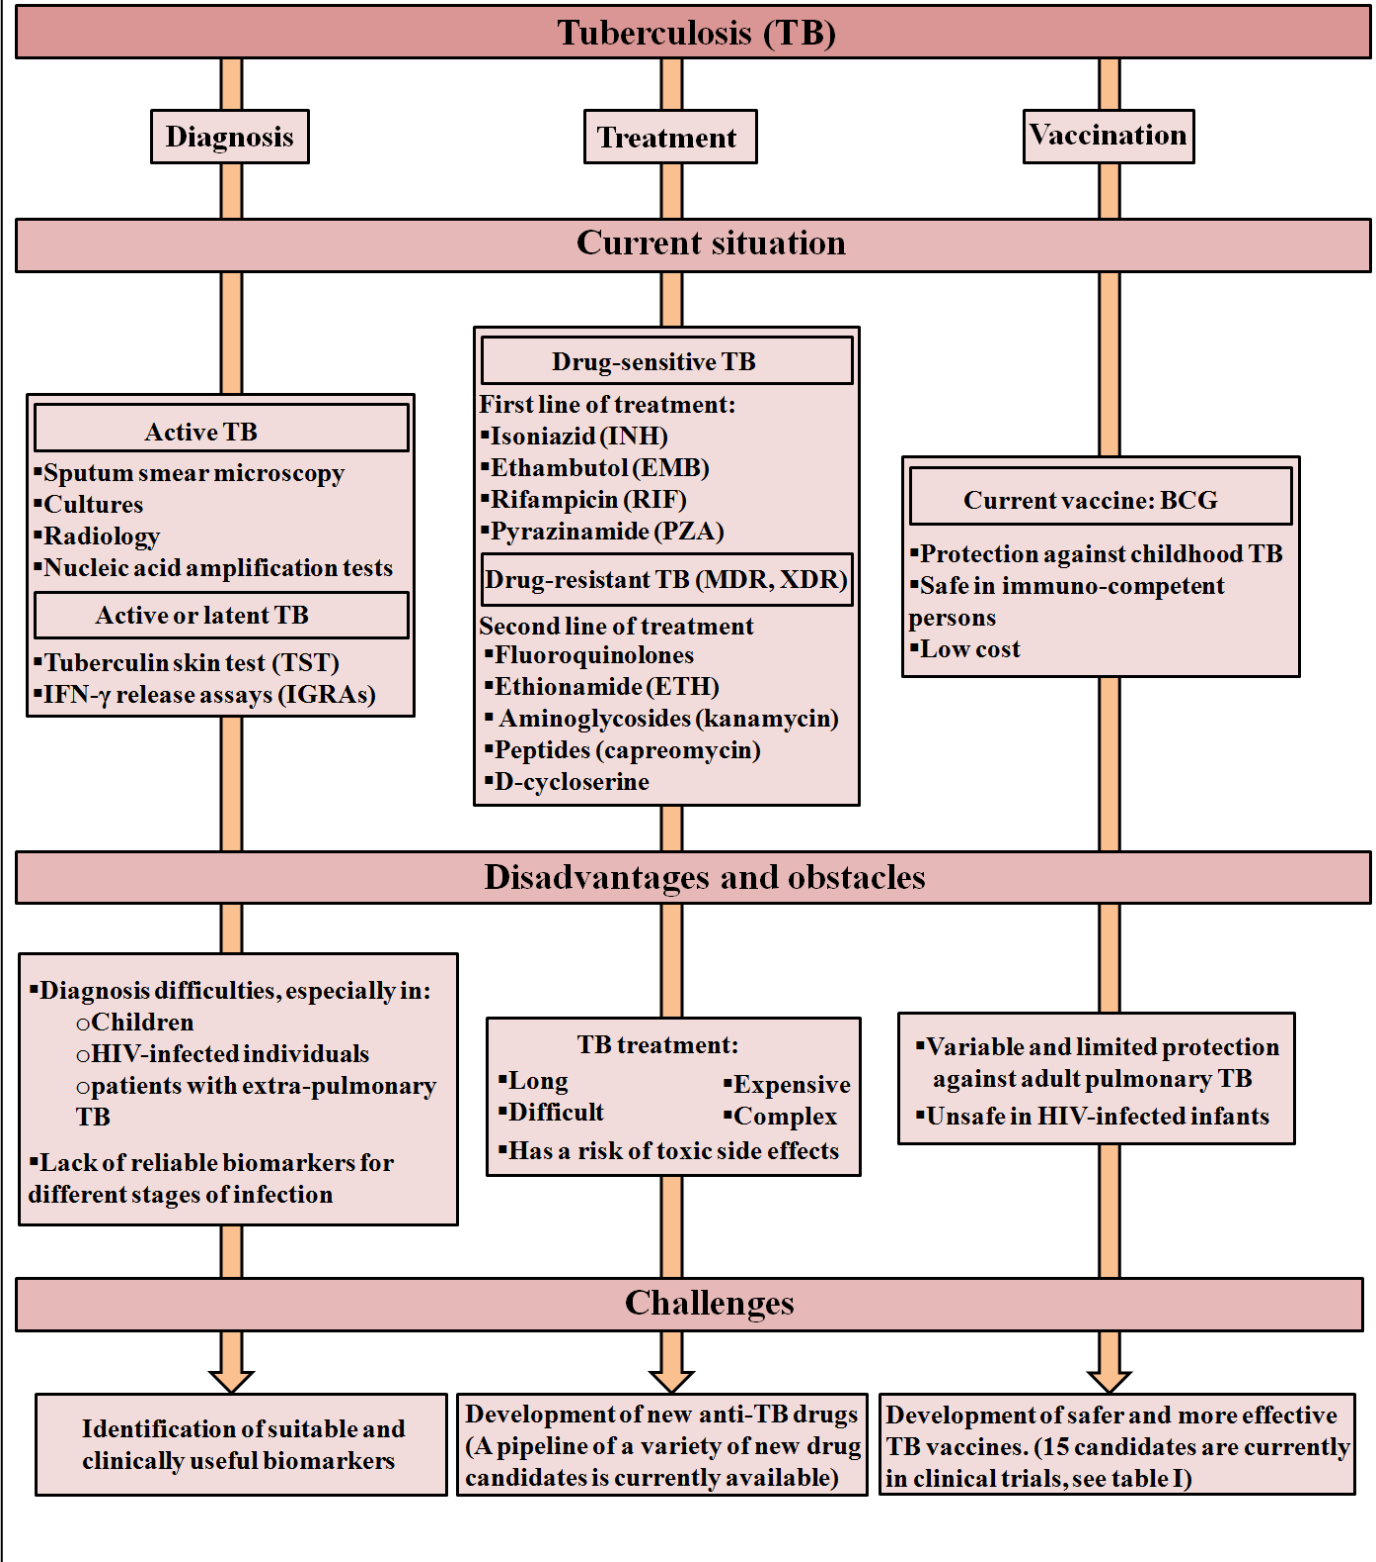 Tuberculosis (TB)
Diagnosis
Treatment
Vaccination
Current situation
Active TB
▪Sputum smear microscopy
▪Cultures
▪Radiology
▪Nucleic acid amplification tests
Active or latent TB
▪Tuberculin skin test (TST)
▪IFN-γ release assays (IGRAs)
Drug-sensitive TB
First line of treatment:
▪Isoniazid (INH)
▪Ethambutol (EMB)
▪Rifampicin (RIF)
▪Pyrazinamide (PZA)
Drug-resistant TB (MDR, XDR)
Second line of treatment
▪Fluoroquinolones
▪Ethionamide (ETH)
▪Aminoglycosides (kanamycin)
▪Peptides (capreomycin)
▪D-cycloserine
Current vaccine: BCG
▪Protection against childhood TB
▪Safe in immuno-competent
persons
▪Low cost
Disadvantages and obstacles
▪Diagnosis difficulties, especially in:
○Children
○HIV-infected individuals
○patients with extra-pulmonary
TB
▪Lack of reliable biomarkers for
different stages of infection
TB treatment:
▪Long
▪Expensive
▪Difficult
▪Complex
▪Has a risk of toxic side effects
▪Variable and limited protection
against adult pulmonary TB
▪Unsafe in HIV-infected infants
Challenges
Identification of suitable and
clinically useful biomarkers
Development of new anti-TB drugs
(A pipeline of a variety of new drug
candidates is currently available)
Development of safer and more effective
TB vaccines. (15 candidates are currently
in clinical trials, see table I)